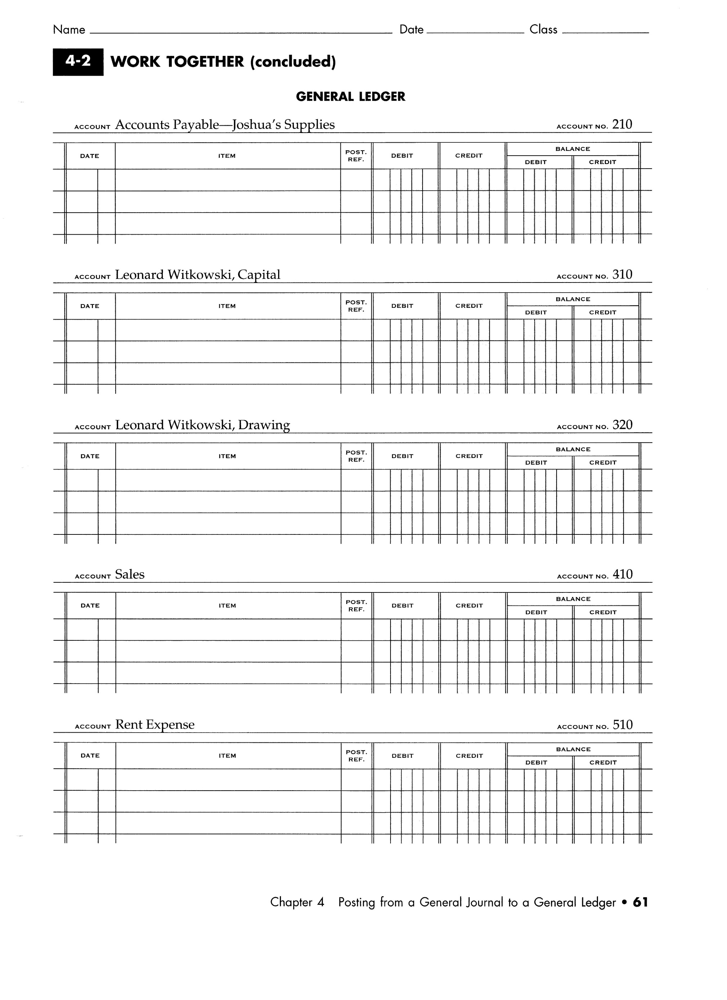 Name Date Class
4-2 WORK TOGETHER (concluded)
GENERAL LEDGER
ACCOUNT Accounts Payable—Joshua's Supplies ACCOUNT NO. 210
DATE ITEM POST. REF. DEBIT CREDIT BALANCE DEBIT CREDIT
ACCOUNT Leonard Witkowski, Capital ACCOUNT NO. 310
DATE ITEM POST. REF. DEBIT CREDIT BALANCE DEBIT CREDIT
ACCOUNT Leonard Witkowski, Drawing ACCOUNT NO. 320
DATE ITEM POST. REF. DEBIT CREDIT BALANCE DEBIT CREDIT
ACCOUNT Sales ACCOUNT NO. 410
DATE ITEM POST. REF. DEBIT CREDIT BALANCE DEBIT CREDIT
ACCOUNT Rent Expense ACCOUNT NO. 510
DATE ITEM POST. REF. DEBIT CREDIT BALANCE DEBIT CREDIT
Chapter 4 Posting from a General Journal to a General Ledger • 61